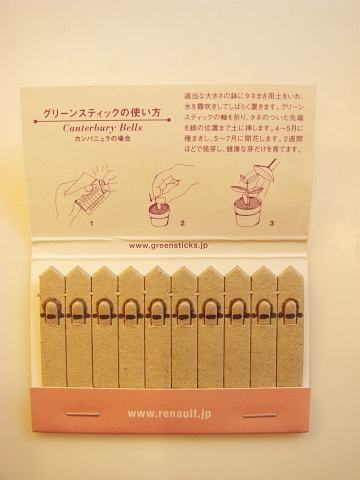 グリーンスティックの使い方
Canterbury Bells
カンパニュラの場合
適当な大きさの鉢にタネまき用土をいれ、
水を霧吹きしてしばらく置きます。グリーン
スティックの軸を折り、タネのついた先端
を線の位置まで土に挿します。4〜5月に
種まきし、5〜7月に開花します。2週間
ほどで発芽し、健康な芽だけを育てます。
1
2
3
www.greensticks.jp
www.renault.jp